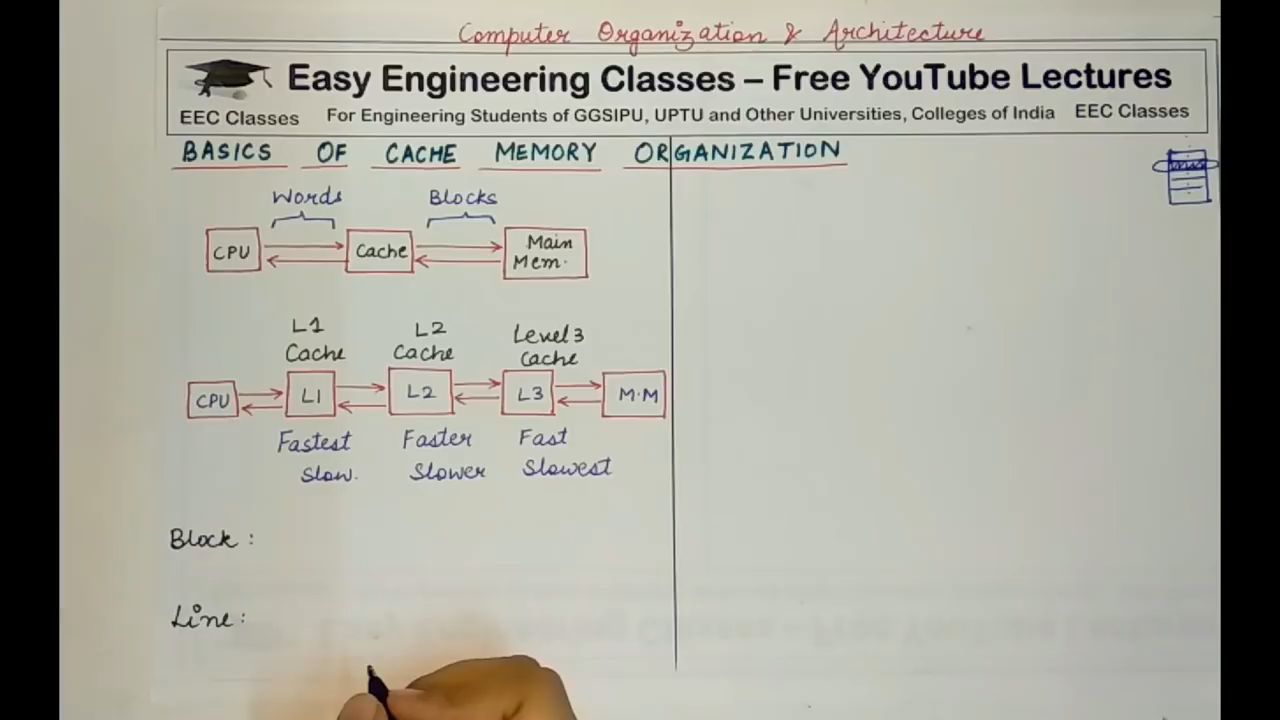 Computer Organization & Architecture
Easy Engineering Classes – Free YouTube Lectures
EEC Classes For Engineering Students of GGSIPU, UPTU and Other Universities, Colleges of India EEC Classes
BASICS OF CACHE MEMORY ORGANIZATION
Words Blocks
CPU Cache Main
Mem.
L1 L2 Level 3
Cache Cache Cache
CPU L1 L2 L3 M.M
Fastest Faster Fast
Slow. Slower Slowest
Block :
Line :